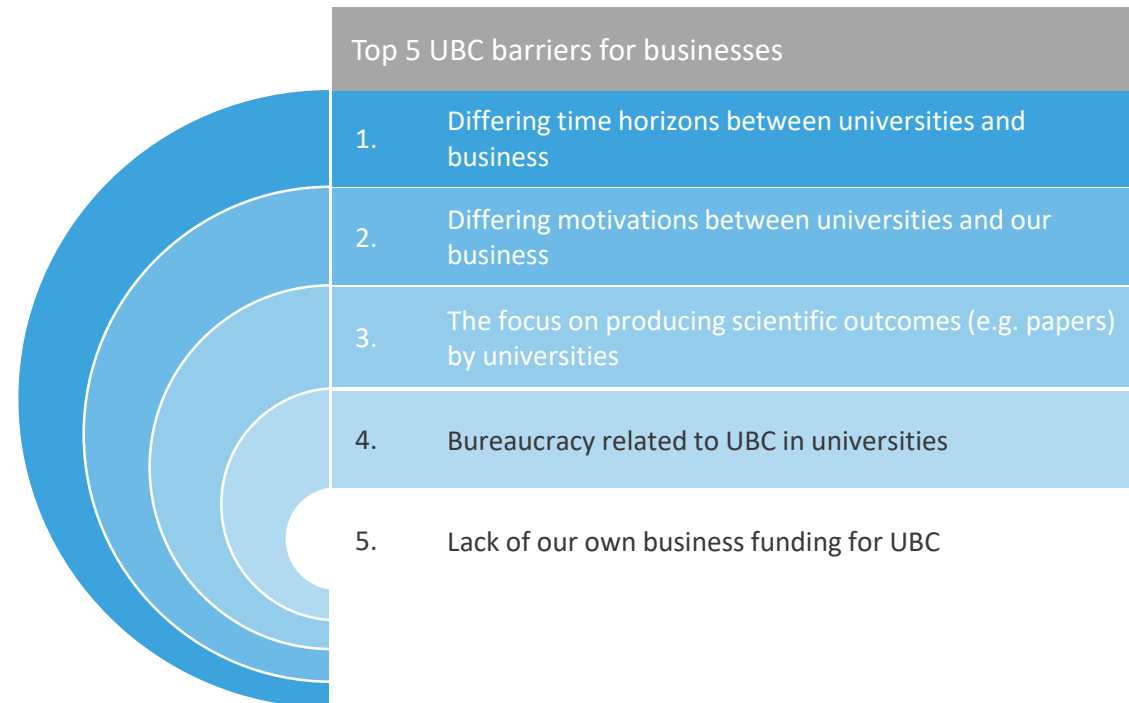 Top 5 UBC barriers for businesses
1. Differing time horizons between universities and
business
2. Differing motivations between universities and our
business
3. The focus on producing scientific outcomes (e.g. papers)
by universities
4. Bureaucracy related to UBC in universities
5. Lack of our own business funding for UBC